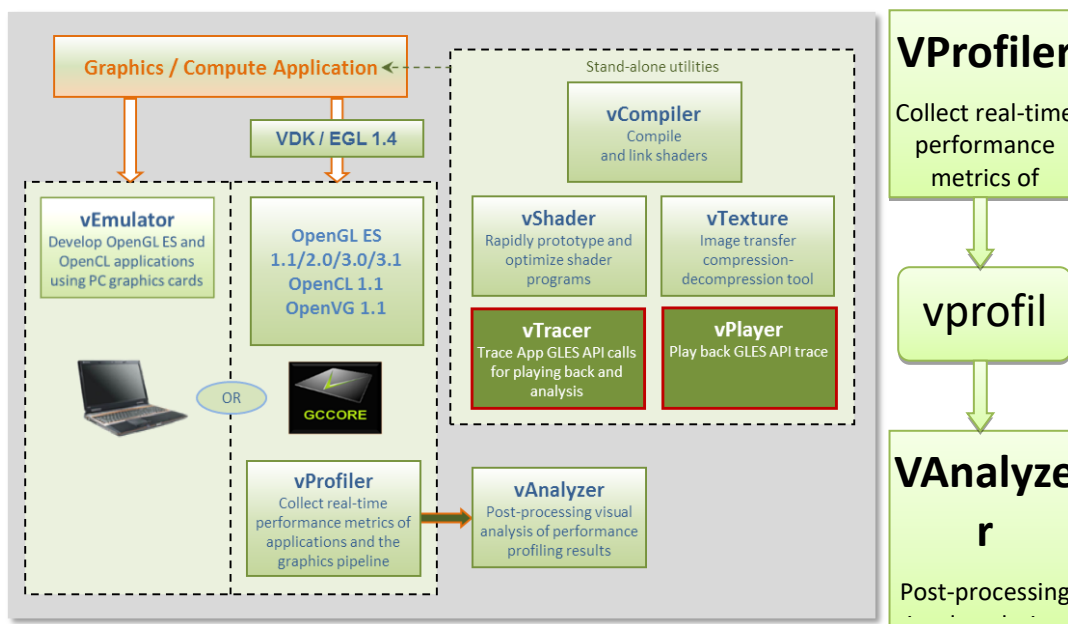 Graphics / Compute Application
Stand-alone utilities
vCompiler
Compile
and link shaders
VDK / EGL 1.4
vEmulator
Develop OpenGL ES and
OpenCL applications
using PC graphics cards
OpenGL ES
1.1/2.0/3.0/3.1
OpenCL 1.1
OpenVG 1.1
vShader
Rapidly prototype and
optimize shader
programs
vTexture
Image transfer
compression-
decompression tool
vTracer
Trace App GLES API calls
for playing back and
analysis
vPlayer
Play back GLES API trace
OR
GCCORE
vProfiler
Collect real-time
performance metrics of
applications and the
graphics pipeline
vAnalyzer
Post-processing visual
analysis of performance
profiling results
VProfiler
Collect real-time
performance
metrics of
vprofil
VAnalyze
r
Post-processing